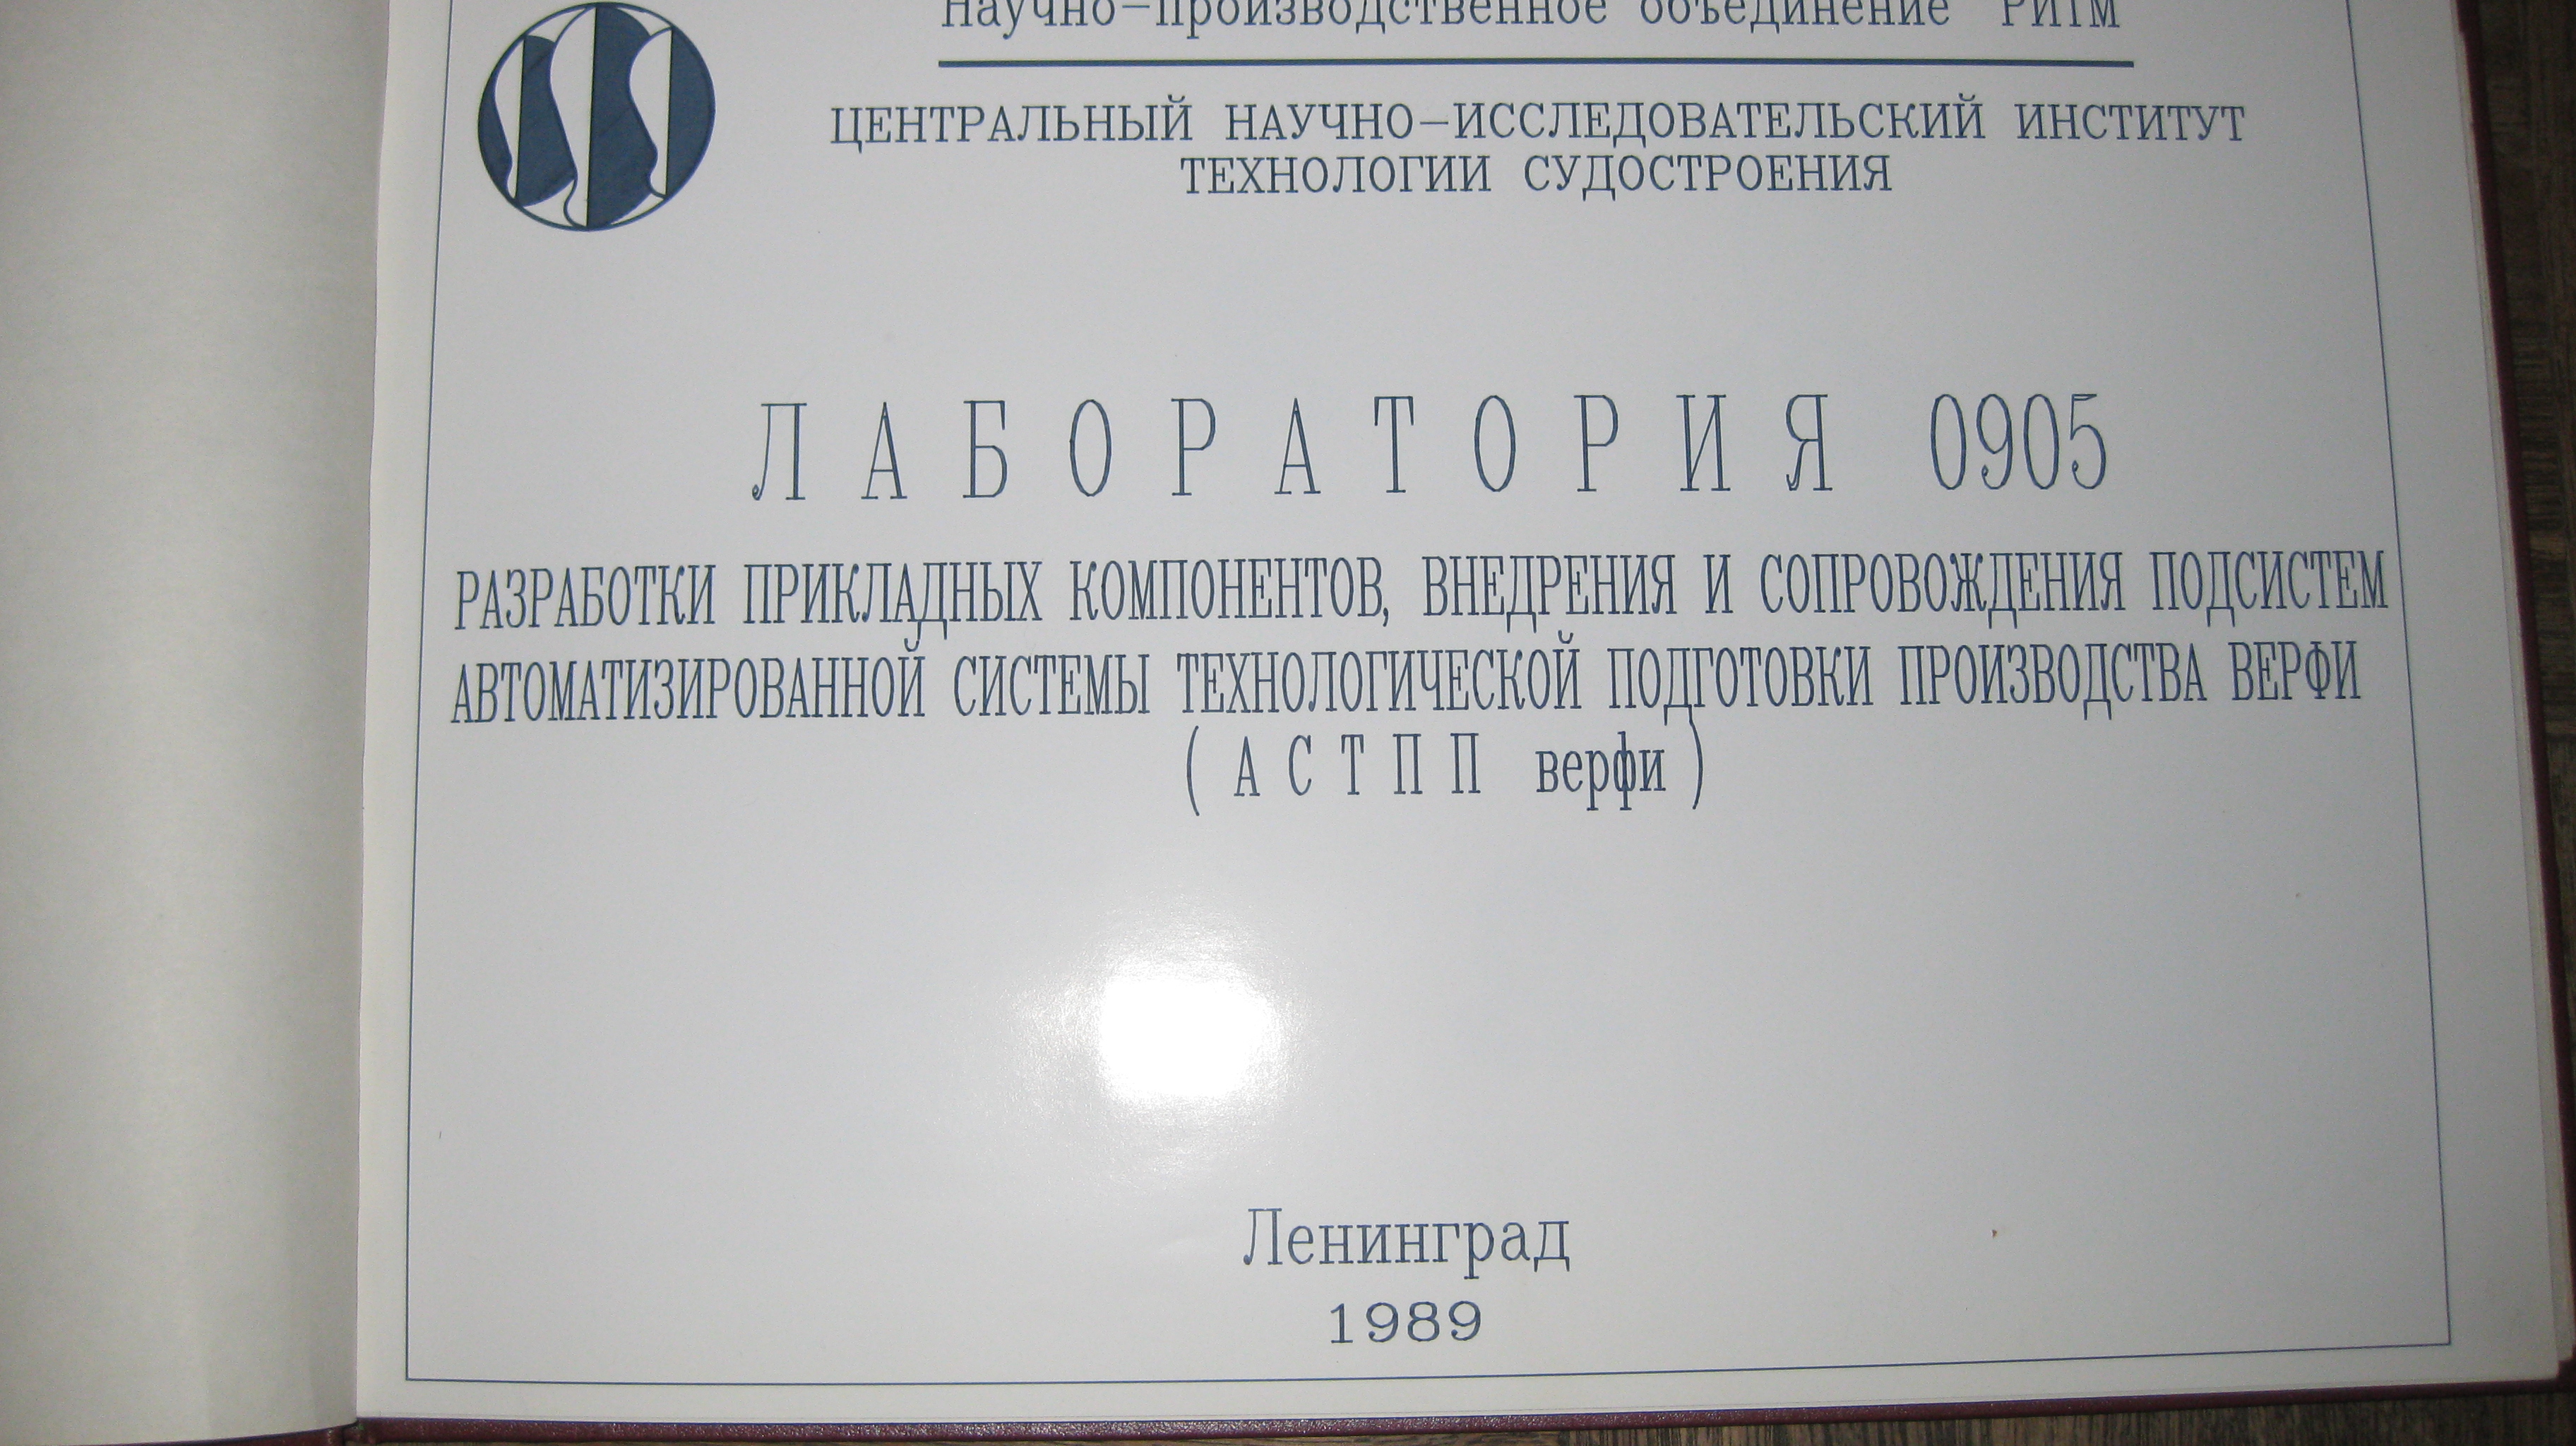 Научно-производственное объединение РИТМ
ЦЕНТРАЛЬНЫЙ НАУЧНО-ИССЛЕДОВАТЕЛЬСКИЙ ИНСТИТУТ
ТЕХНОЛОГИИ СУДОСТРОЕНИЯ
Л А Б О Р А Т О Р И Я 0905
РАЗРАБОТКИ ПРИКЛАДНЫХ КОМПОНЕНТОВ, ВНЕДРЕНИЯ И СОПРОВОЖДЕНИЯ ПОДСИСТЕМ
АВТОМАТИЗИРОВАННОЙ СИСТЕМЫ ТЕХНОЛОГИЧЕСКОЙ ПОДГОТОВКИ ПРОИЗВОДСТВА ВЕРФИ
( А С Т П П верфи )
Ленинград
1989